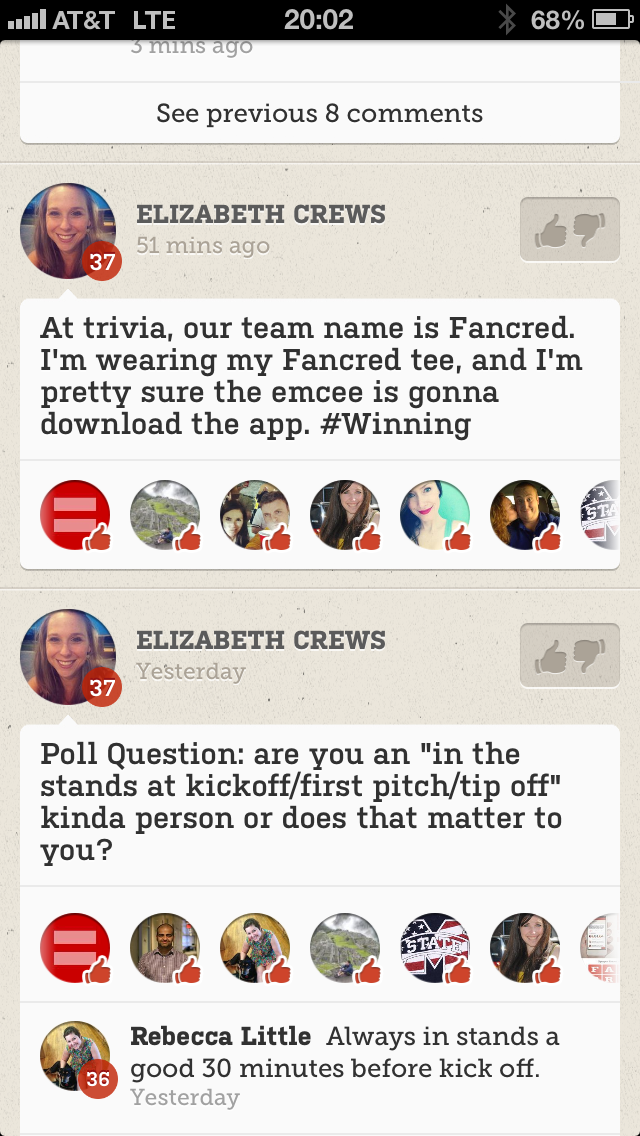 AT&T LTE 20:02 68%
3 mins ago
See previous 8 comments
ELIZABETH CREWS
51 mins ago
37
At trivia, our team name is Fancred.
I'm wearing my Fancred tee, and I'm
pretty sure the emcee is gonna
download the app. #Winning
STA
ELIZABETH CREWS
Yesterday
37
Poll Question: are you an "in the
stands at kickoff/first pitch/tip off"
kinda person or does that matter to
you?
STATE
Rebecca Little Always in stands a
good 30 minutes before kick off.
36
Yesterday